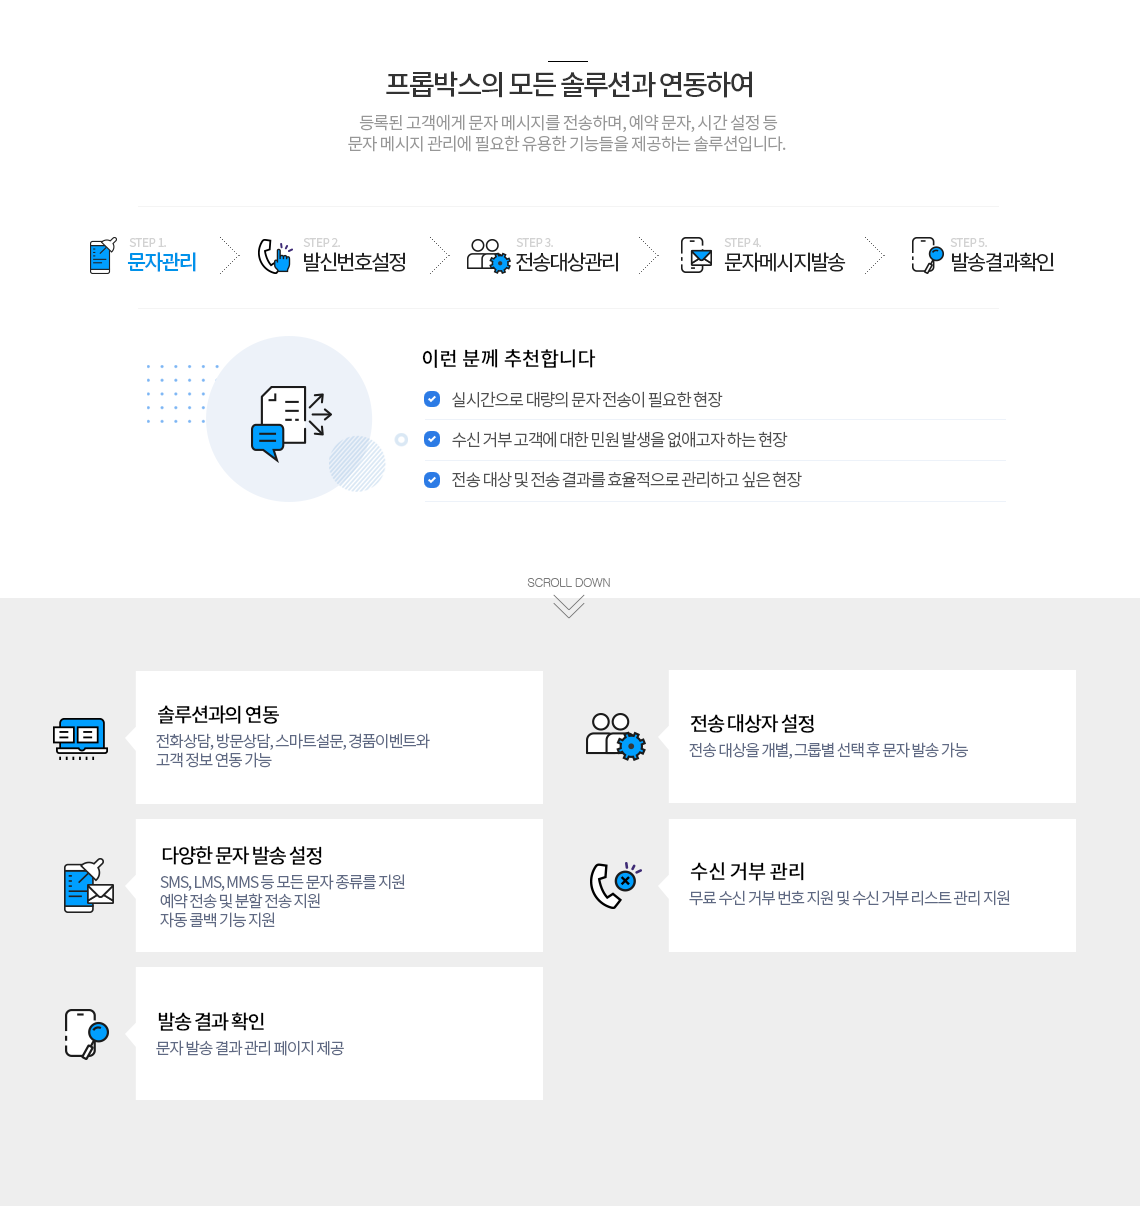 프롭박스의 모든 솔루션과 연동하여
등록된 고객에게 문자 메시지를 전송하며, 예약 문자, 시간 설정 등
문자 메시지 관리에 필요한 유용한 기능들을 제공하는 솔루션입니다.
STEP 1.
문자관리
STEP 2.
발신번호설정
STEP 3.
전송대상관리
STEP 4.
문자메시지발송
STEP 5.
발송결과확인
이런 분께 추천합니다
실시간으로 대량의 문자 전송이 필요한 현장
수신 거부 고객에 대한 민원 발생을 없애고자 하는 현장
전송 대상 및 전송 결과를 효율적으로 관리하고 싶은 현장
SCROLL DOWN
솔루션과의 연동
전화상담, 방문상담, 스마트설문, 경품이벤트와
고객 정보 연동 가능
전송 대상자 설정
전송 대상을 개별, 그룹별 선택 후 문자 발송 가능
다양한 문자 발송 설정
SMS, LMS, MMS 등 모든 문자 종류를 지원
예약 전송 및 분할 전송 지원
자동 콜백 기능 지원
수신 거부 관리
무료 수신 거부 번호 지원 및 수신 거부 리스트 관리 지원
발송 결과 확인
문자 발송 결과 관리 페이지 제공